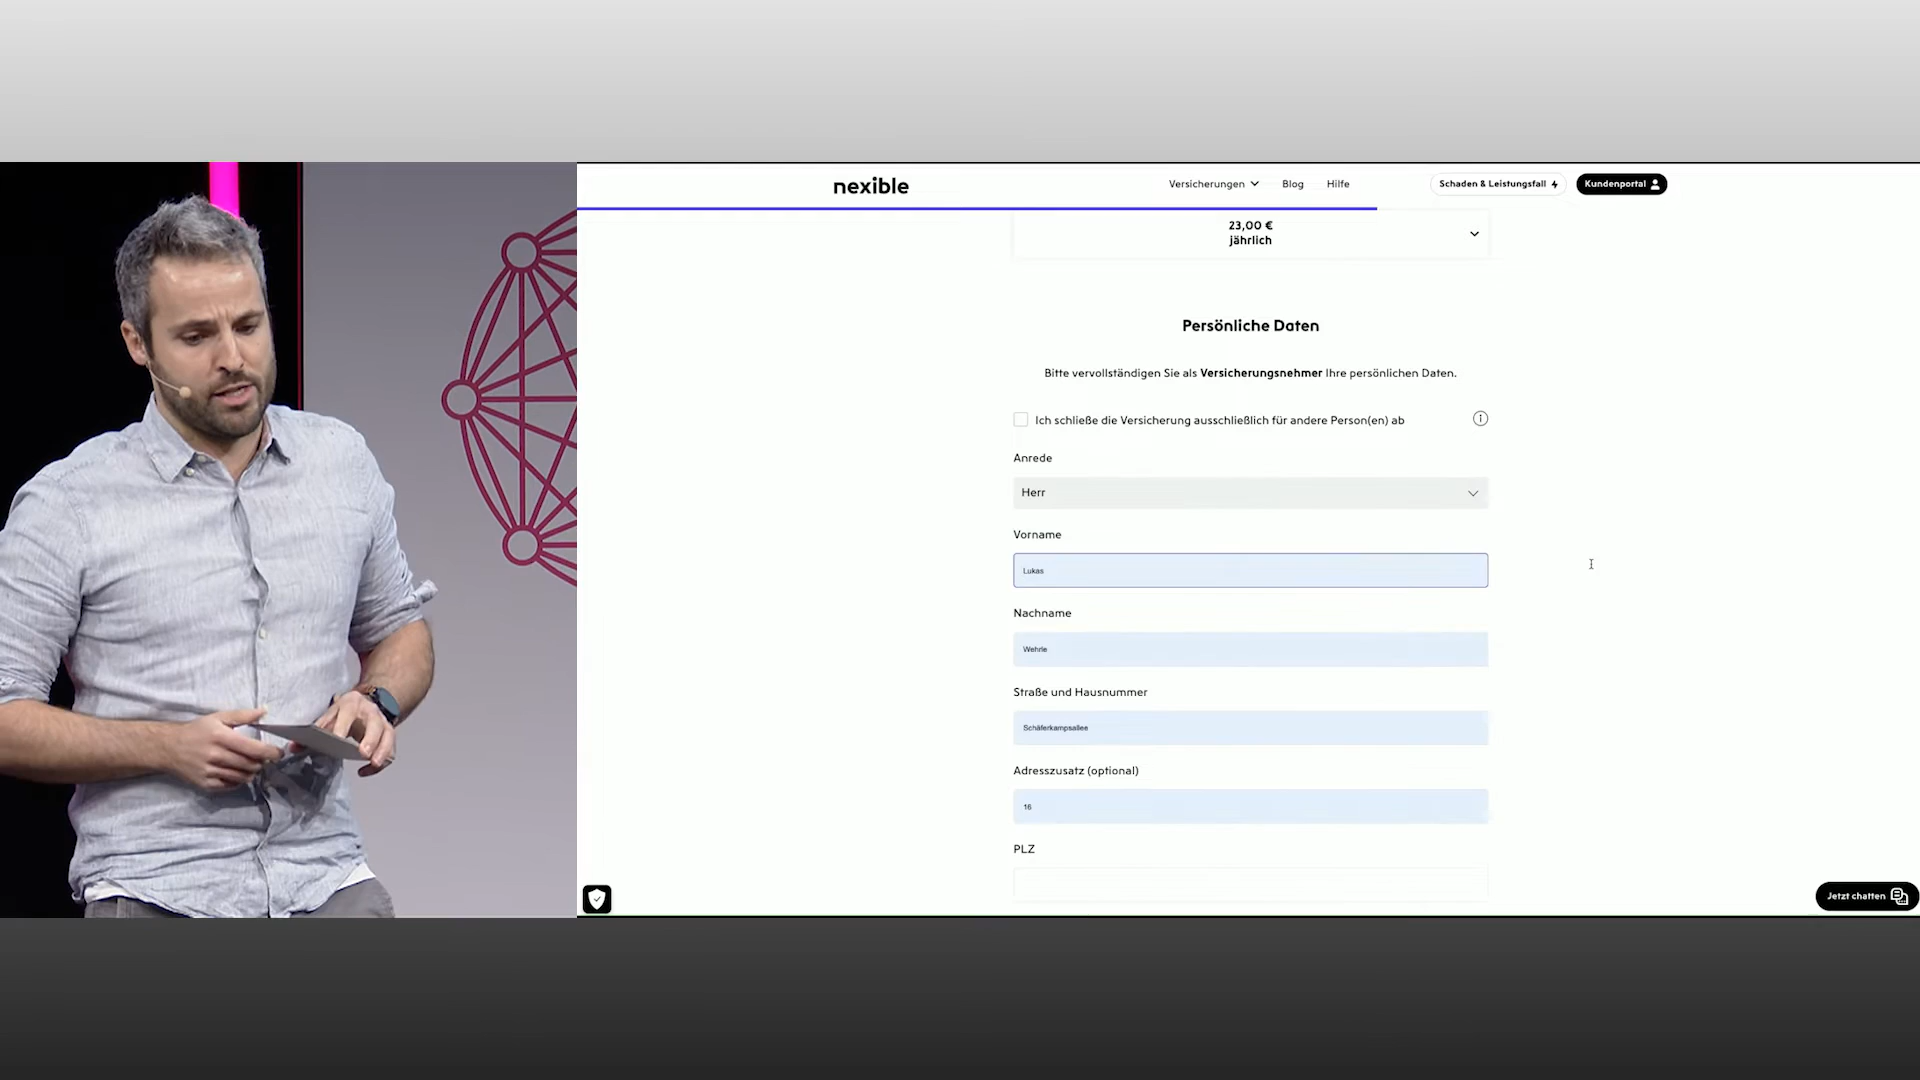 nexible
Versicherungen
Blog
Hilfe
Schaden & Leistungsfall
Kundenportal
23,00 €
jährlich
Persönliche Daten
Bitte vervollständigen Sie als Versicherungsnehmer Ihre persönlichen Daten.
Ich schließe die Versicherung ausschließlich für andere Person(en) ab
Anrede
Herr
Vorname
Lukas
Nachname
Wehrle
Straße und Hausnummer
Schäferkampsallee
Adresszusatz (optional)
16
PLZ
Jetzt chatten